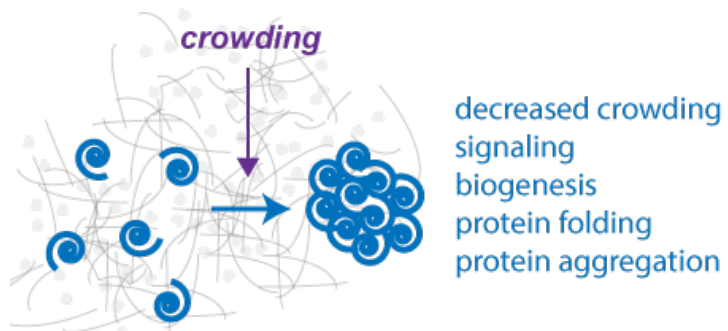 crowding
decreased crowding
signaling
biogenesis
protein folding
protein aggregation